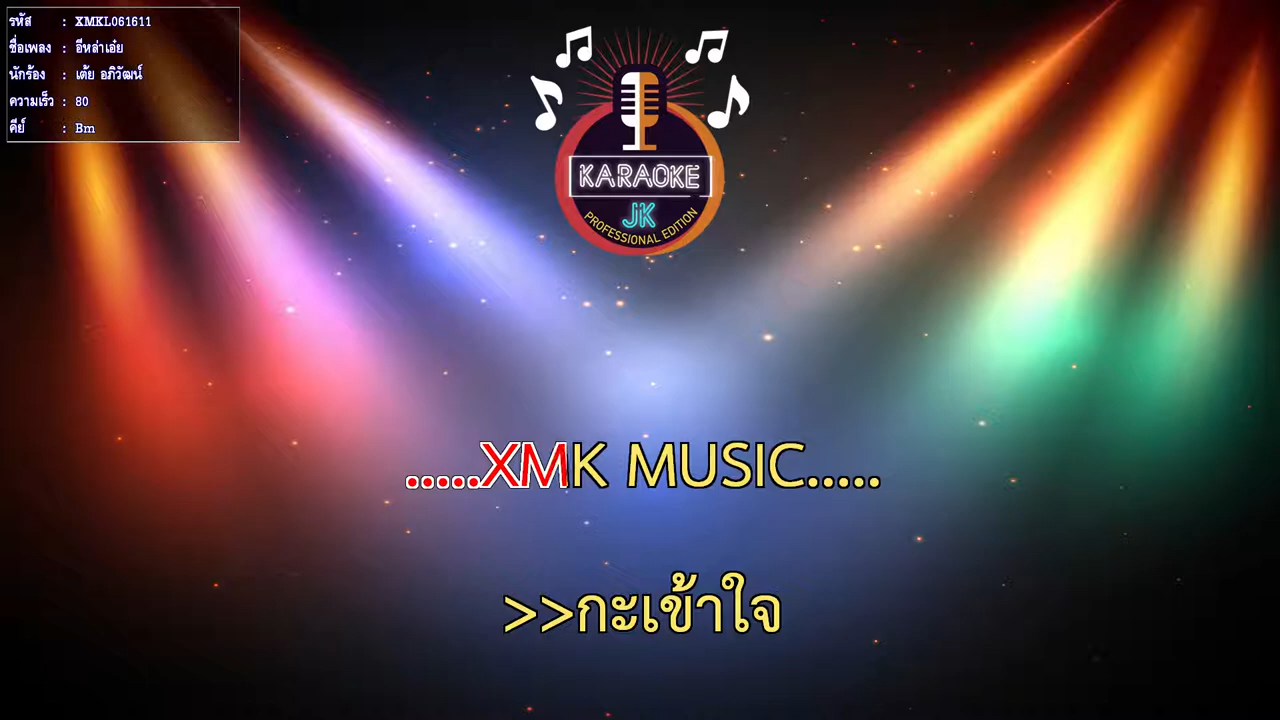 รหัส : XMKL061611
ชื่อเพลง : อีหล่าเอ๋ย
นักร้อง : เต้ย อภิวัฒน์
ความเร็ว : 80
คีย์ : Bm
KARAOKE
JK
PROFESSIONAL EDITION
.....XMK MUSIC.....
>>กะเข้าใจ